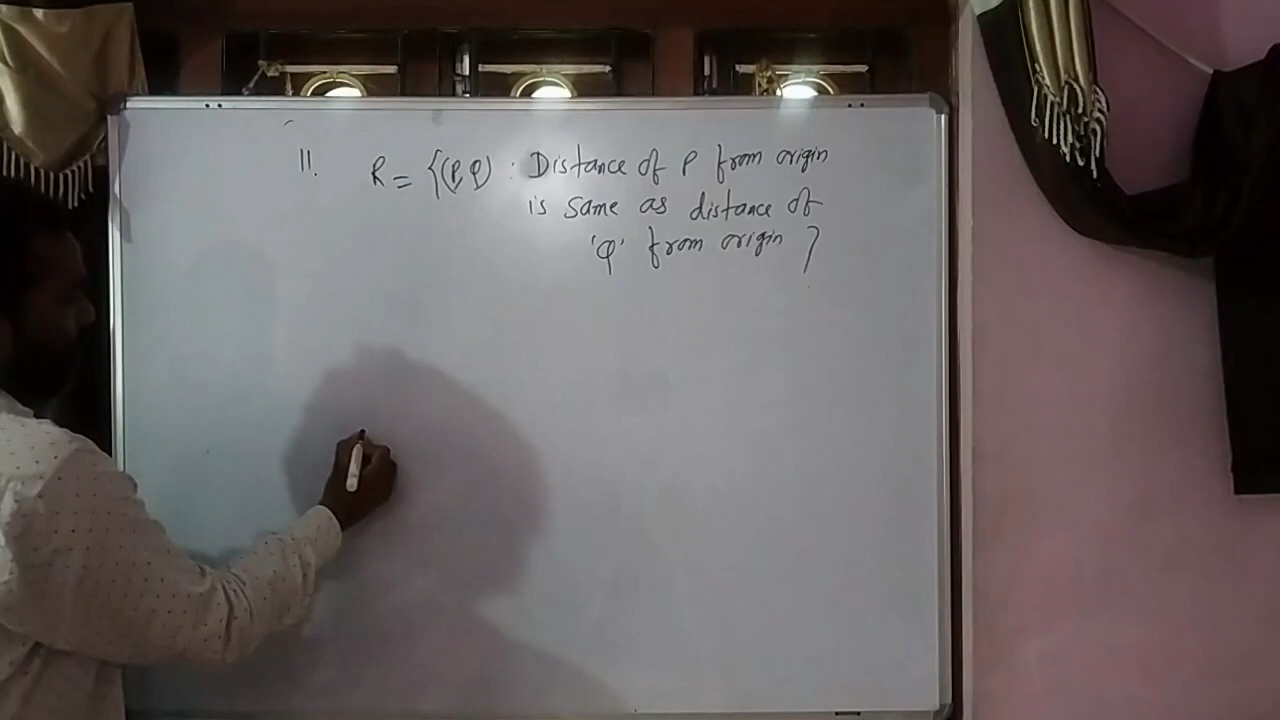 11. R = {(P, Q) : Distance of P from origin
is same as distance of
'Q' from origin }